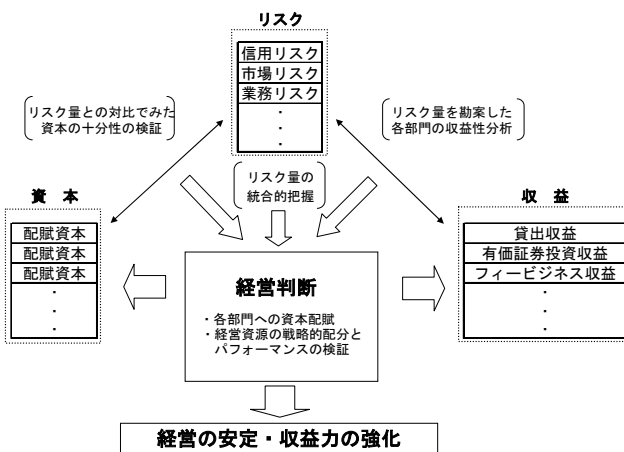 リスク
信用リスク
市場リスク
業務リスク
・
・
・
リスク量との対比でみた
資本の十分性の検証
リスク量を勘案した
各部門の収益性分析
リスク量の
統合的把握
資 本
配賦資本
配賦資本
配賦資本
・
・
・
収 益
貸出収益
有価証券投資収益
フィービジネス収益
・
・
・
経営判断
・各部門への資本配賦
・経営資源の戦略的配分と
パフォーマンスの検証
経営の安定・収益力の強化